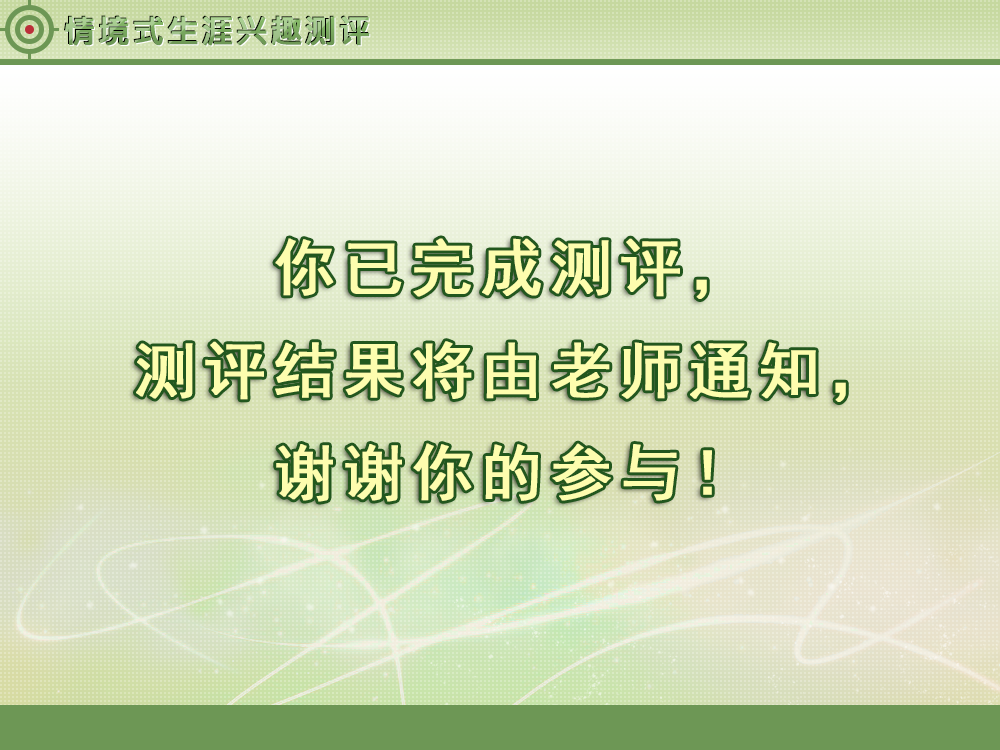 情境式生涯兴趣测评
你已完成测评，
测评结果将由老师通知，
谢谢你的参与！